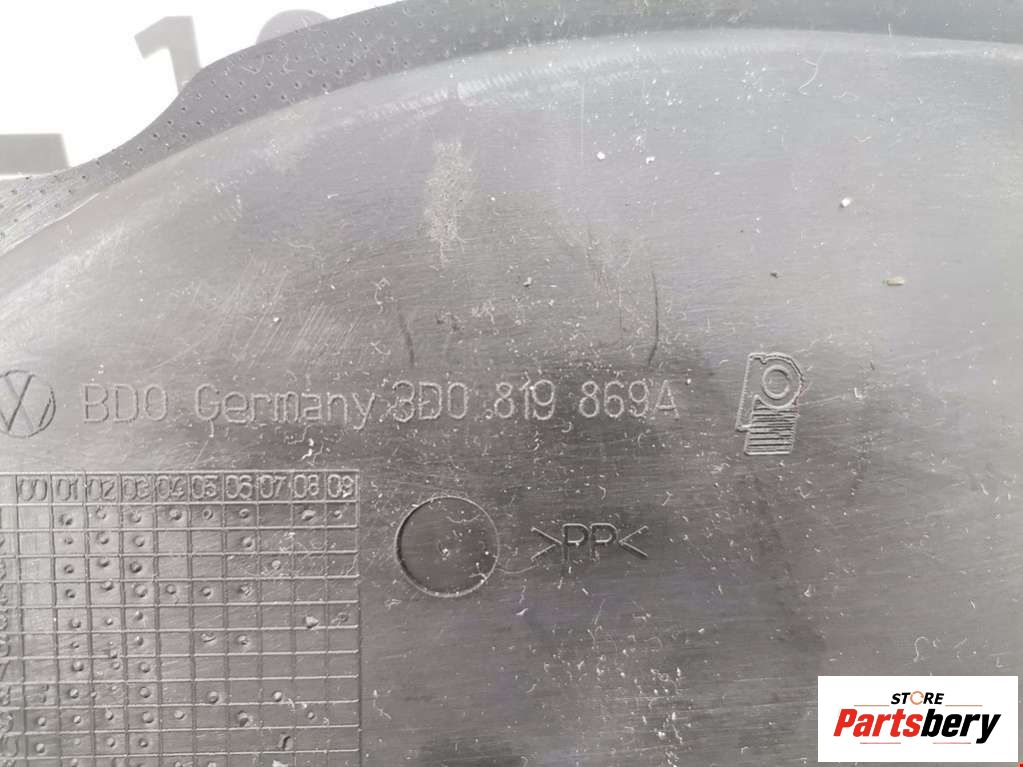 BDO Germany 3D0 819 869A
00 01 02 03 04 05 06 07 08 09
>PP<
STORE
Partsbery